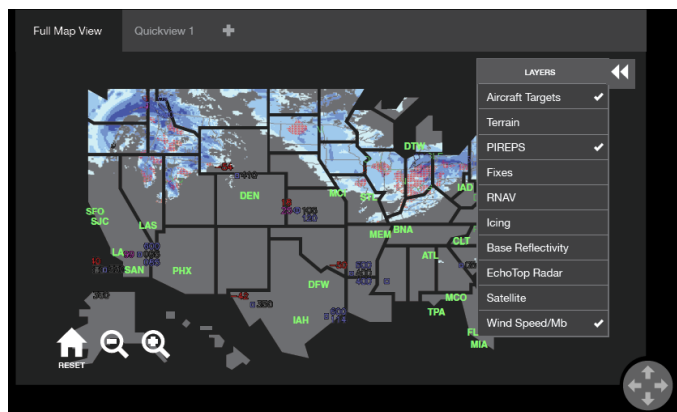 Full Map View
Quickview 1
LAYERS
Aircraft Targets
Terrain
PIREPS
Fixes
RNAV
Icing
Base Reflectivity
EchoTop Radar
Satellite
Wind Speed/Mb
DTW
DEN
MCI
STL
IAD
SFO
SJC
LAS
MEM
BNA
CLT
LA
SAN
PHX
ATL
DFW
MCO
IAH
TPA
MIA
RESET